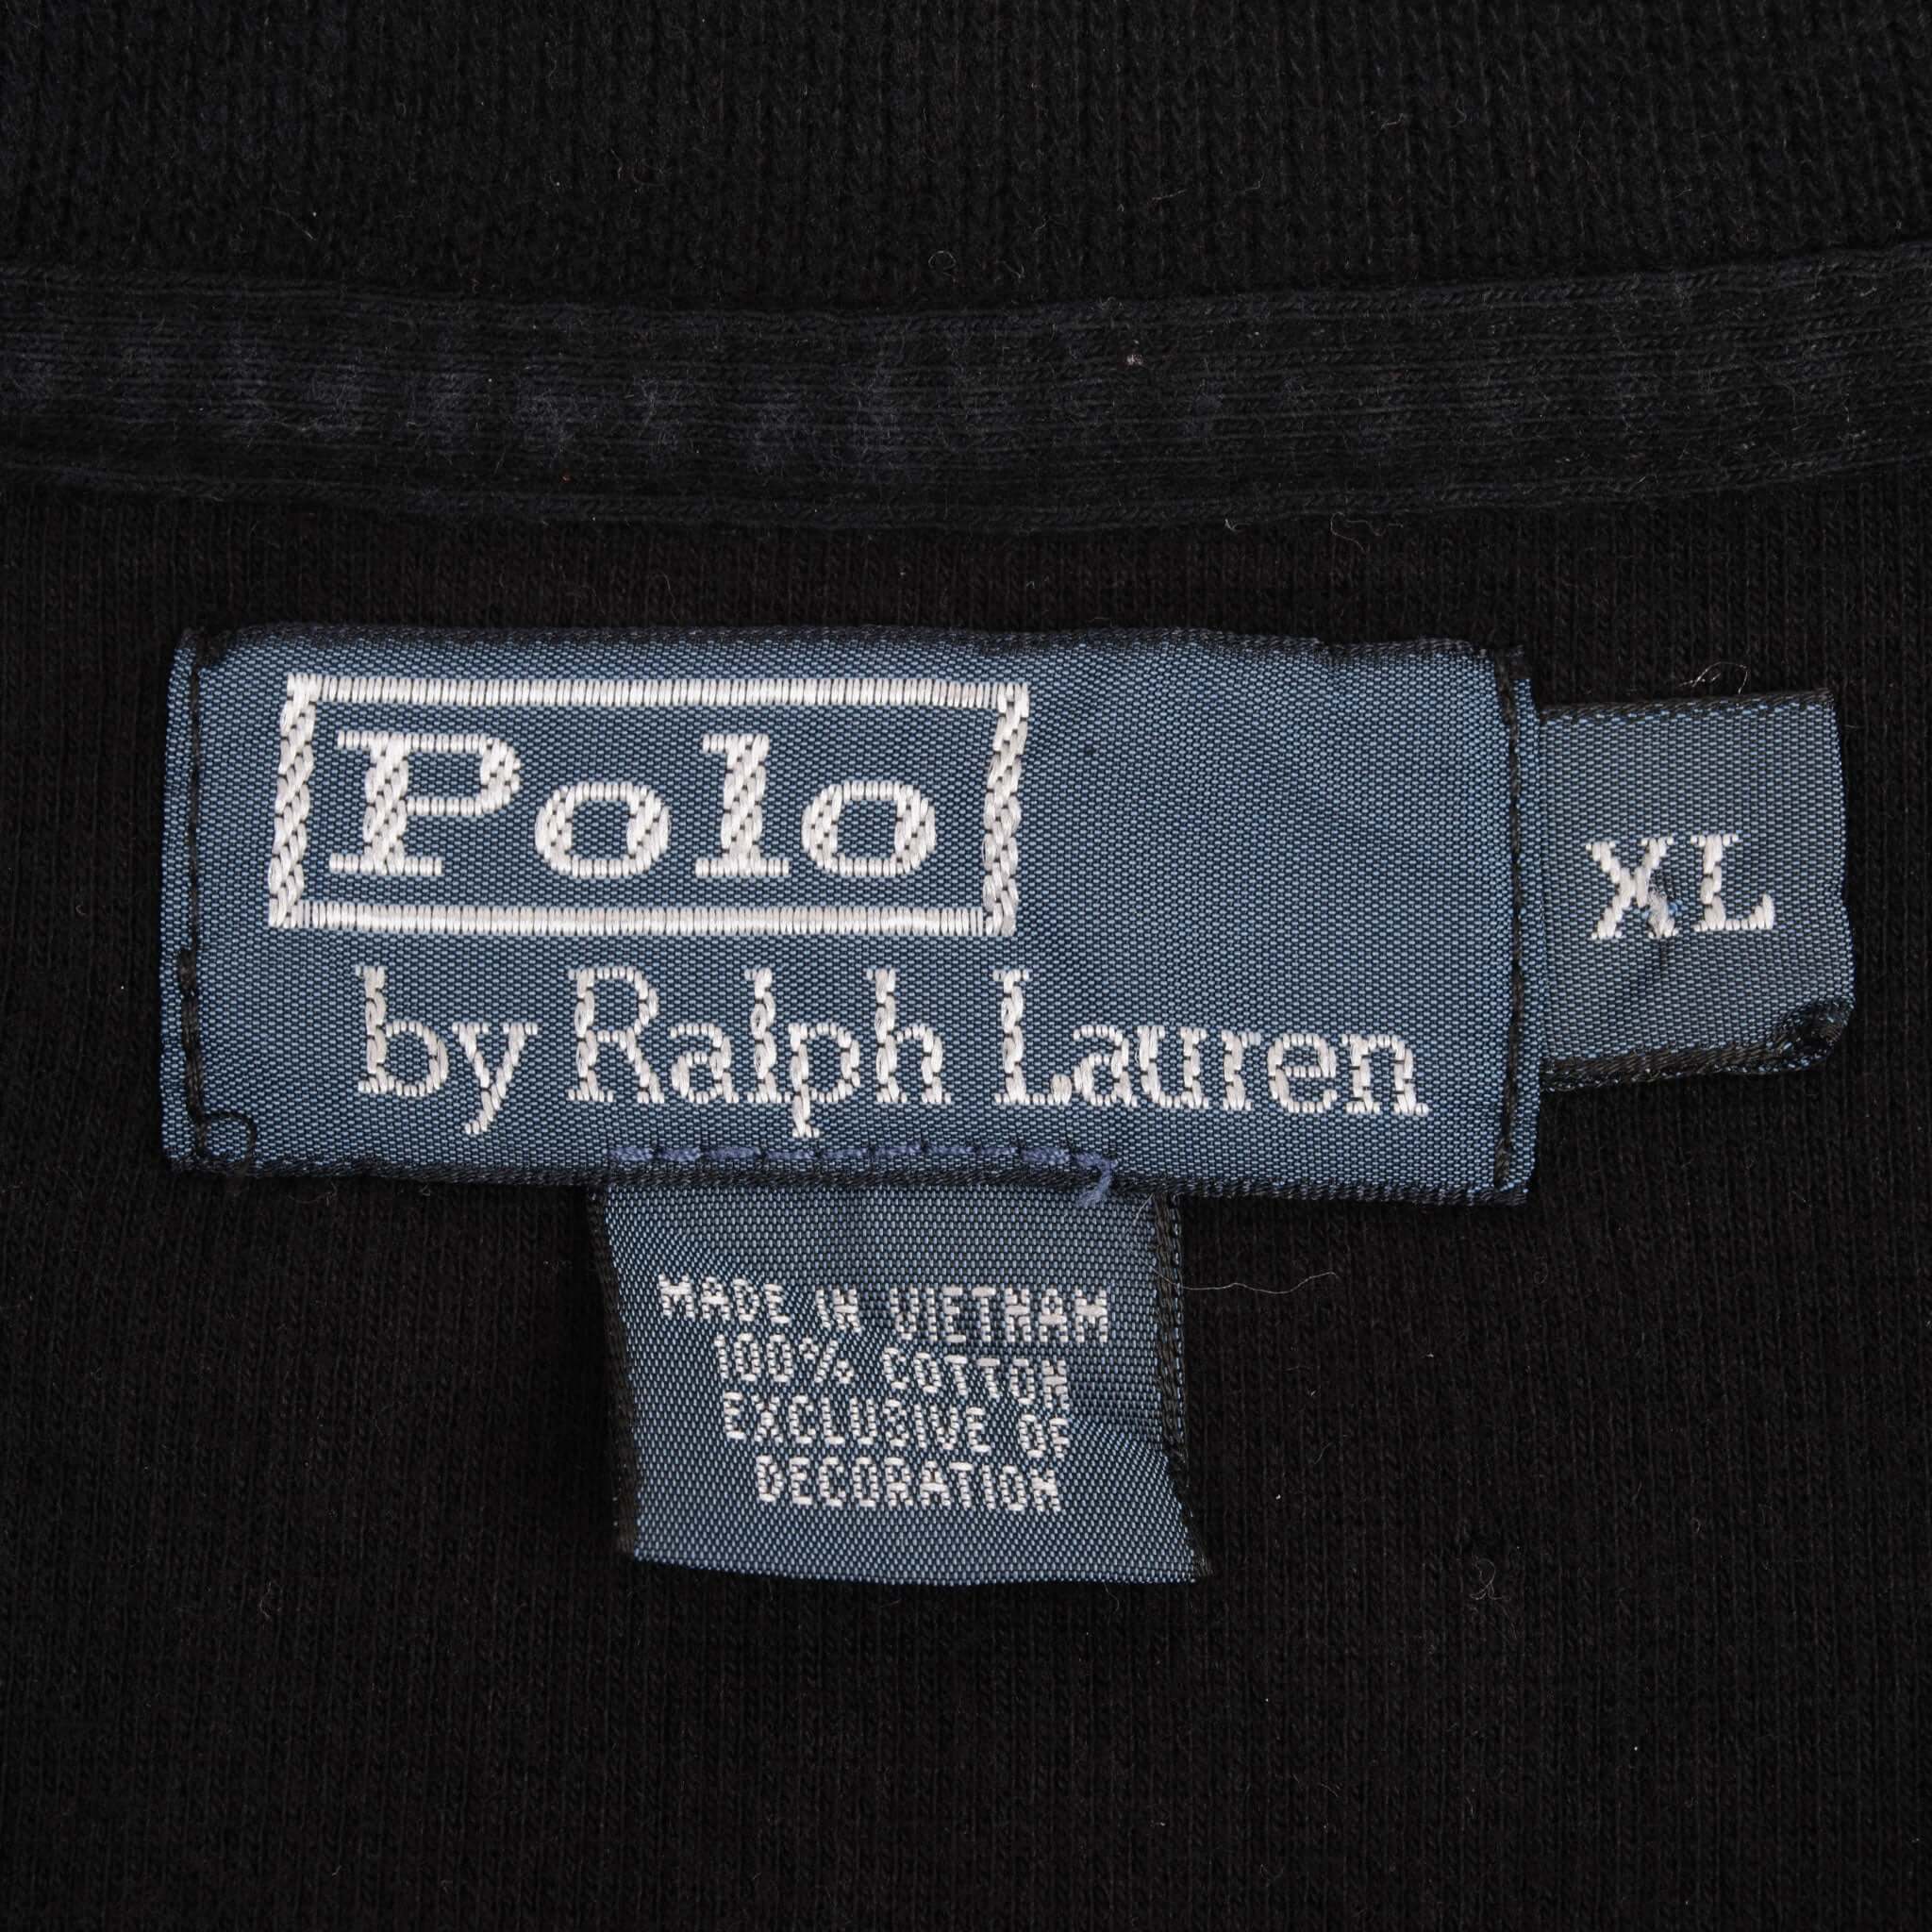 Polo
by Ralph Lauren
XL
MADE IN VIETNAM
100% COTTON
EXCLUSIVE OF
DECORATION